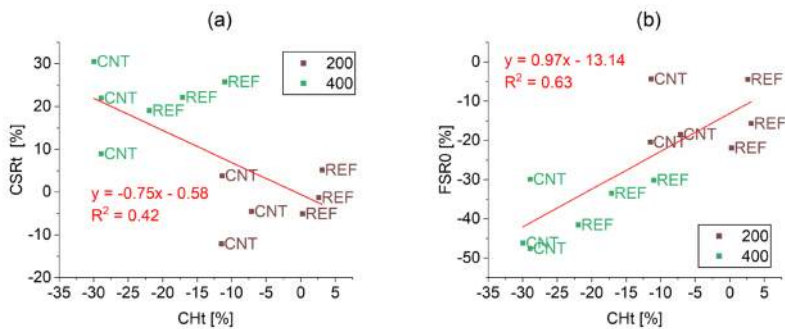 (a)
30
20
10
0
-10
-20
CSRt [%]
CNT
CNT
CNT
REF
REF
REF
CNT
CNT
CNT
REF
REF
REF
200
400
y = -0.75x - 0.58
R² = 0.42
-35 -30 -25 -20 -15 -10 -5 0 5
CHt [%]
(b)
0
-10
-20
-30
-40
-50
FSR0 [%]
y = 0.97x - 13.14
R² = 0.63
CNT
REF
CNT
CNT
REF
REF
CNT
REF
REF
REF
CNT
CNT
200
400
-35 -30 -25 -20 -15 -10 -5 0 5
CHt [%]